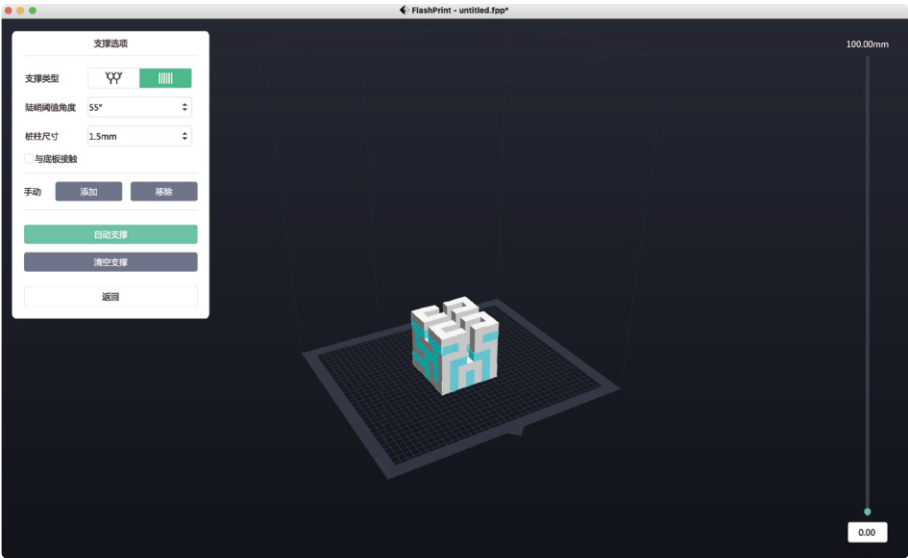 FlashPrint - untitled.fpp*
支撑选项
支撑类型
陡峭阈值角度 55°
桩柱尺寸 1.5mm
与底板接触
手动 添加 移除
自动支撑
清空支撑
返回
100.00mm
0.00